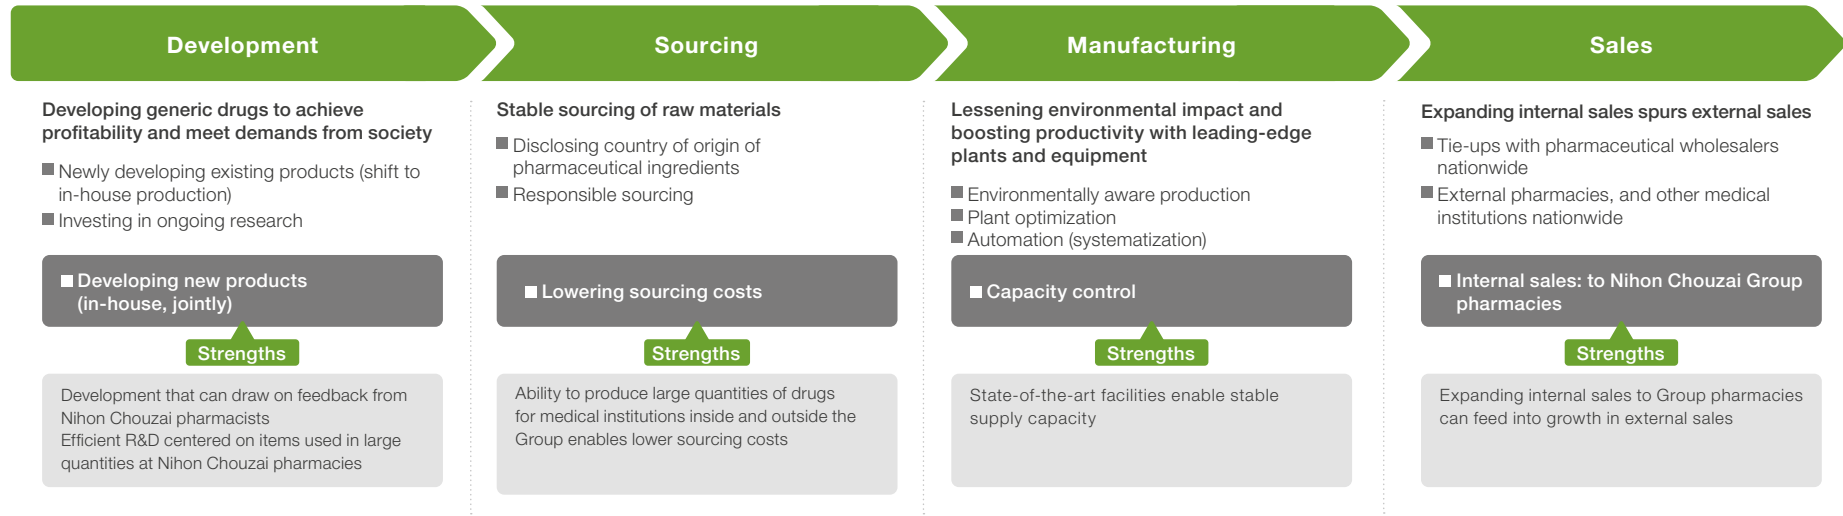 Development
Sourcing
Manufacturing
Sales
Developing generic drugs to achieve
profitability and meet demands from society
Newly developing existing products (shift to
in-house production)
Investing in ongoing research
Developing new products
(in-house, jointly)
Strengths
Development that can draw on feedback from
Nihon Chouzai pharmacists
Efficient R&D centered on items used in large
quantities at Nihon Chouzai pharmacies
Stable sourcing of raw materials
Disclosing country of origin of
pharmaceutical ingredients
Responsible sourcing
Lowering sourcing costs
Strengths
Ability to produce large quantities of drugs
for medical institutions inside and outside the
Group enables lower sourcing costs
Lessening environmental impact and
boosting productivity with leading-edge
plants and equipment
Environmentally aware production
Plant optimization
Automation (systematization)
Capacity control
Strengths
State-of-the-art facilities enable stable
supply capacity
Expanding internal sales spurs external sales
Tie-ups with pharmaceutical wholesalers
nationwide
External pharmacies, and other medical
institutions nationwide
Internal sales: to Nihon Chouzai Group
pharmacies
Strengths
Expanding internal sales to Group pharmacies
can feed into growth in external sales